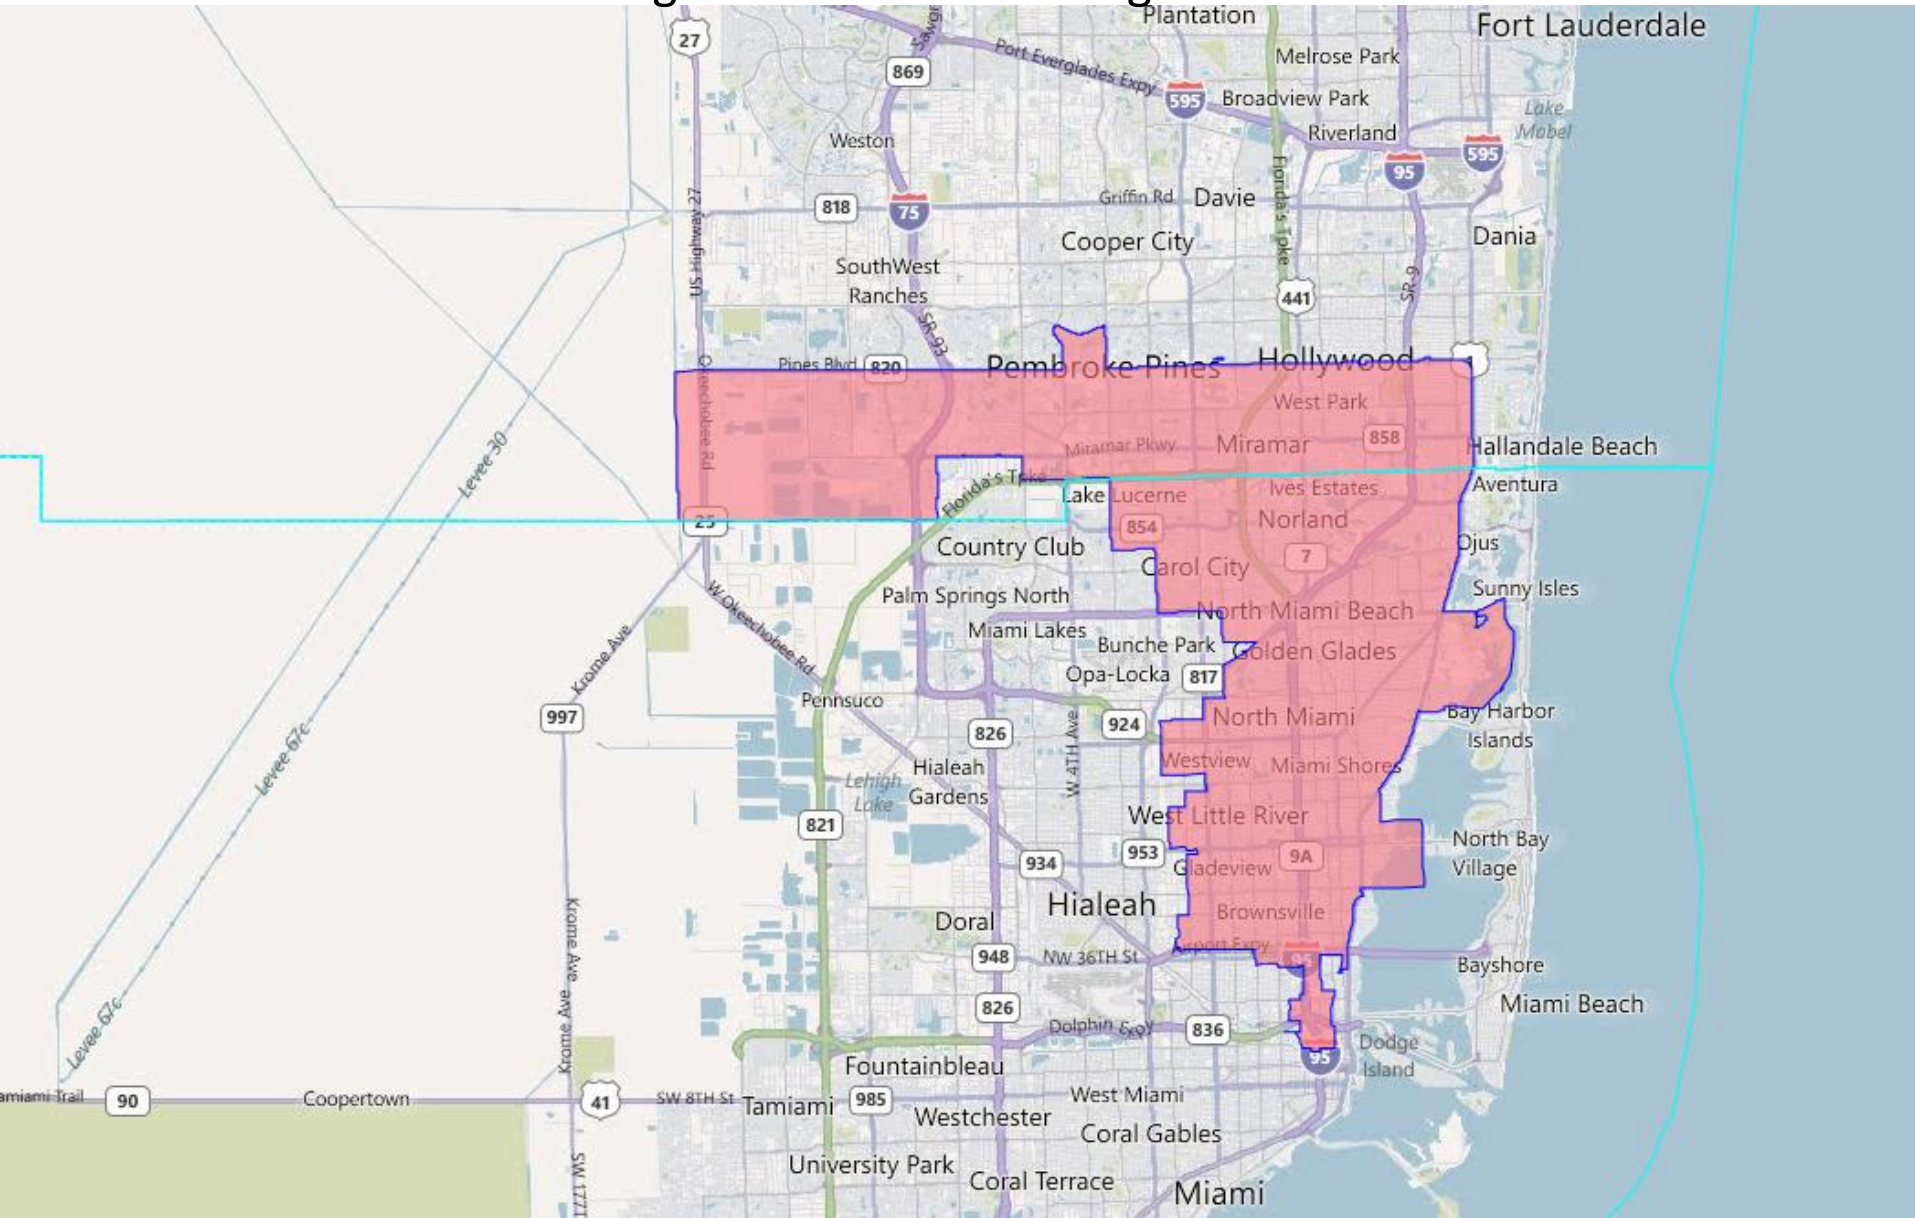 Plantation
Fort Lauderdale
27
Melrose Park
Port Everglades Expy
869
595
Broadview Park
Lake
Mabel
Riverland
Weston
595
95
Florida's Tpke
US Highway 27
818
75
Griffin Rd
Davie
Dania
Cooper City
SouthWest
Ranches
441
SR-9
SR-93
Okeechobee Rd
Pines Blvd
820
Pembroke Pines
Hollywood
West Park
Miramar Pkwy
Miramar
858
Hallandale Beach
Levee 30
Florida's Tpke
Lake Lucerne
Ives Estates
Aventura
25
854
Norland
Country Club
7
Ojus
Carol City
Palm Springs North
Sunny Isles
W Okeechobee Rd
North Miami Beach
Miami Lakes
Bunche Park
Golden Glades
Krome Ave
Opa-Locka
817
Pennsuco
997
826
W 4TH Ave
924
North Miami
Bay Harbor
Islands
Levee 67c
Westview
Miami Shores
Hialeah
Gardens
Lehigh
Lake
821
West Little River
North Bay
Village
934
953
Gladeview
9A
Hialeah
Brownsville
Doral
Krome Ave
948
NW 36TH St
Airport Expy
95
Bayshore
Levee 67c
826
Miami Beach
Krome Ave
Dolphin Expy
836
Dodge
Island
95
Fountainbleau
amiami Trail
90
Coopertown
41
SW 8TH St
Tamiami
985
West Miami
Westchester
Coral Gables
University Park
Coral Terrace
Miami